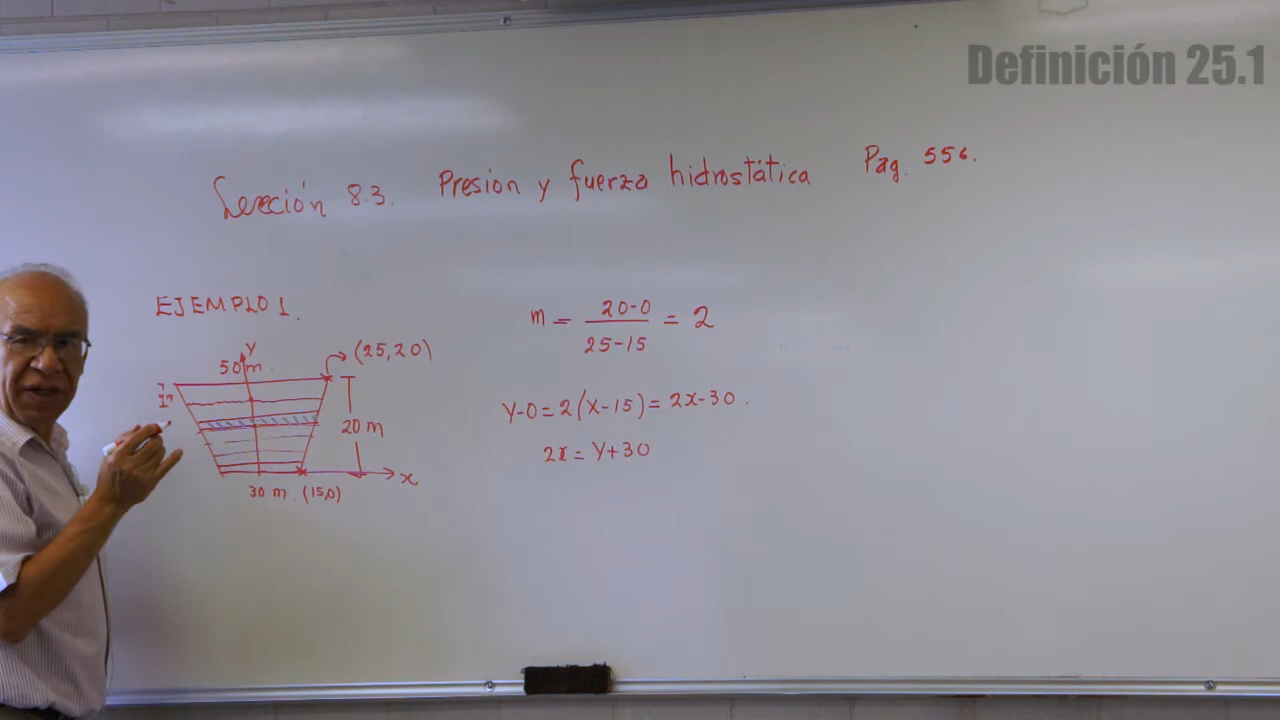 Definición 25.1
Sección 8.3. Presion y fuerza hidrostática Pag. 556.
EJEMPLO 1.
m = 20-0 / 25-15 = 2
Y
50 m.
(25,20)
20 m
Y-0 = 2(X-15) = 2X-30.
2x = Y+30
x
30 m. (15,0)